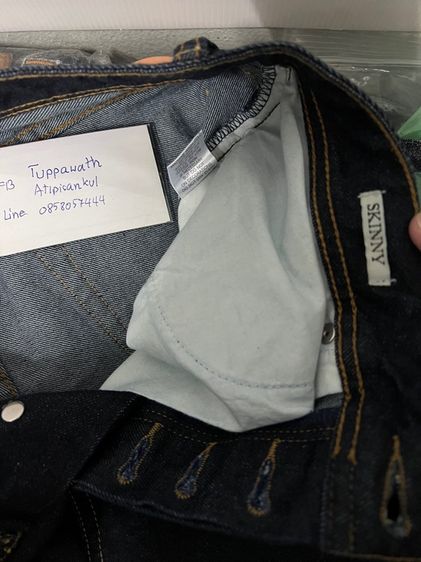 FB Tuppawath
Atipisankul
Line 0858057444
SKINNY